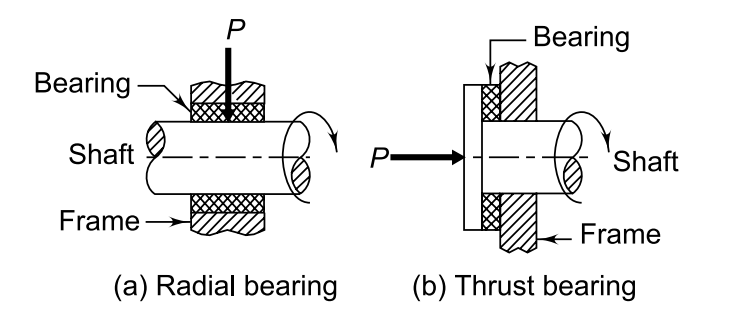 P
Bearing
Shaft
Frame
(a) Radial bearing
Bearing
P
Shaft
Frame
(b) Thrust bearing